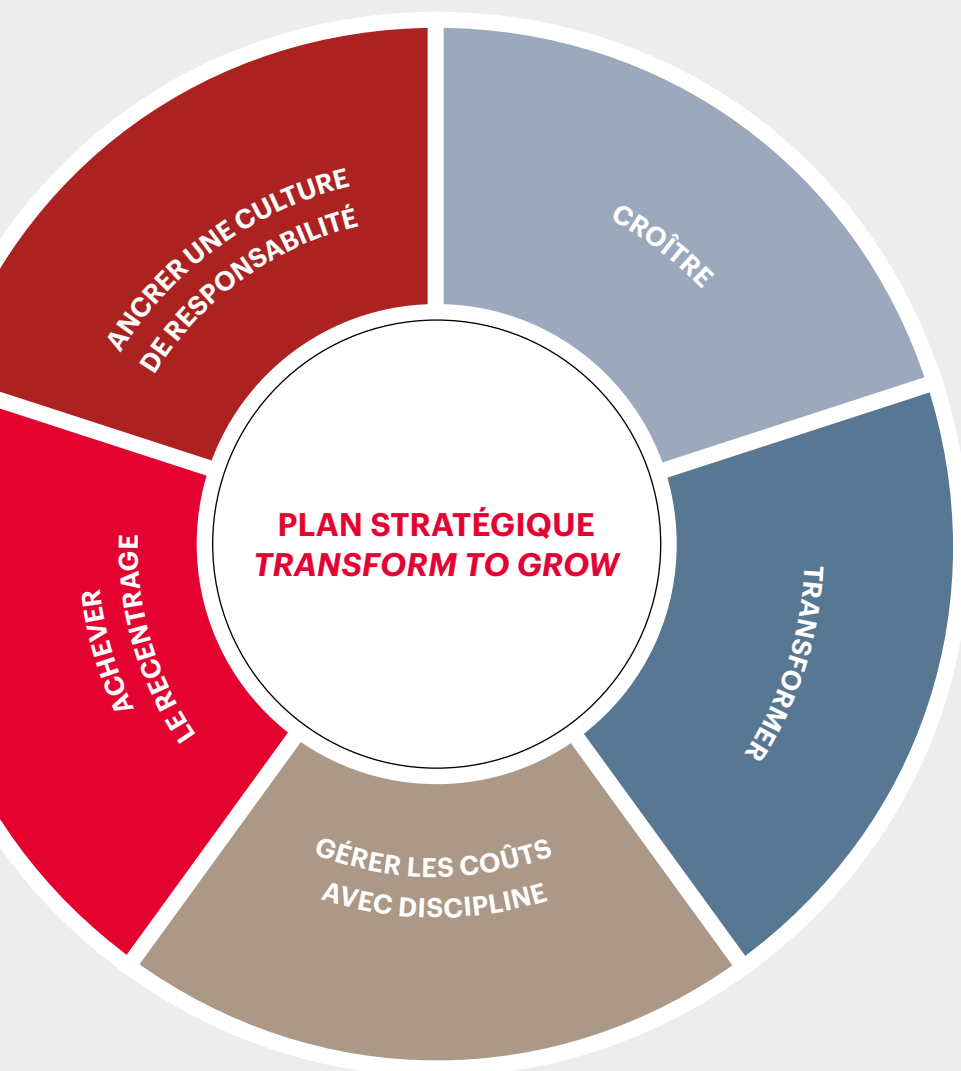 PLAN STRATÉGIQUE
TRANSFORM TO GROW
CROÎTRE
TRANSFORMER
GÉRER LES COÛTS
AVEC DISCIPLINE
ACHEVER
LE RECENTRAGE
ANCRER UNE CULTURE
DE RESPONSABILITÉ